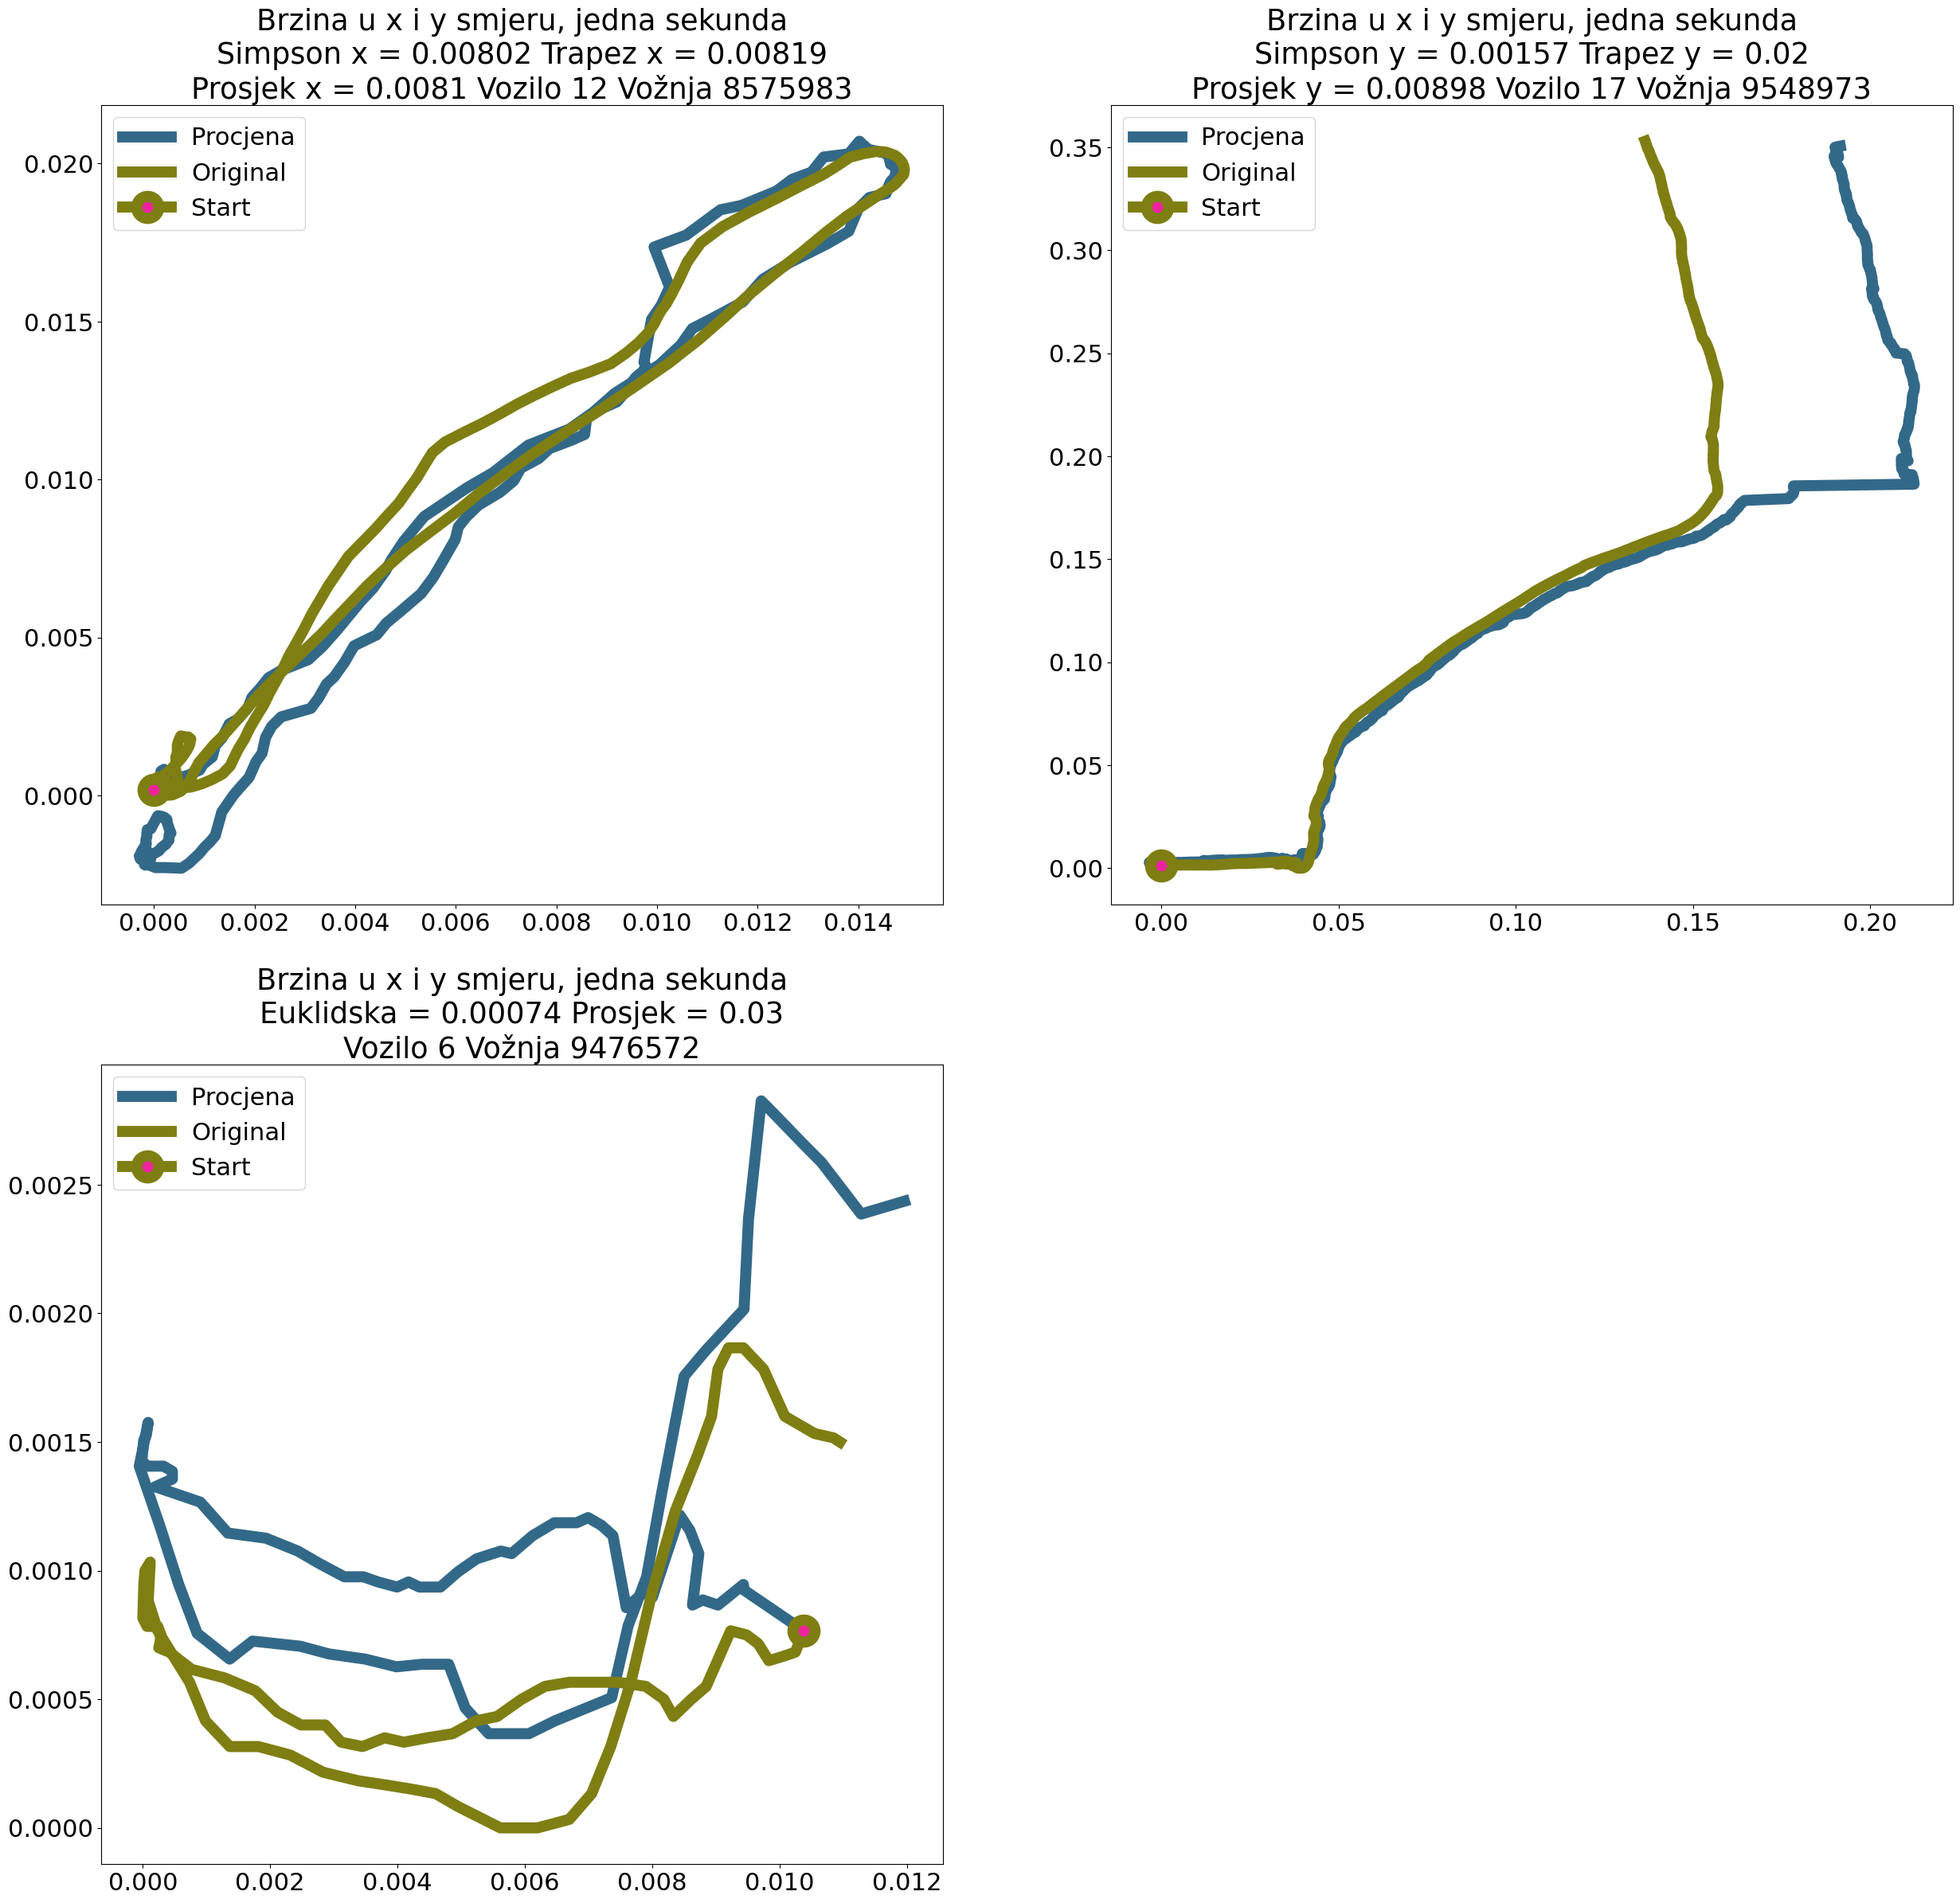 Brzina u x i y smjeru, jedna sekunda
Simpson x = 0.00802 Trapez x = 0.00819
Prosjek x = 0.0081 Vozilo 12 Vožnja 8575983
Procjena
Original
Start
0.020
0.015
0.010
0.005
0.000
0.000 0.002 0.004 0.006 0.008 0.010 0.012 0.014
Brzina u x i y smjeru, jedna sekunda
Simpson y = 0.00157 Trapez y = 0.02
Prosjek y = 0.00898 Vozilo 17 Vožnja 9548973
Procjena
Original
Start
0.35
0.30
0.25
0.20
0.15
0.10
0.05
0.00
0.00 0.05 0.10 0.15 0.20
Brzina u x i y smjeru, jedna sekunda
Euklidska = 0.00074 Prosjek = 0.03
Vozilo 6 Vožnja 9476572
Procjena
Original
Start
0.0025
0.0020
0.0015
0.0010
0.0005
0.0000
0.000 0.002 0.004 0.006 0.008 0.010 0.012